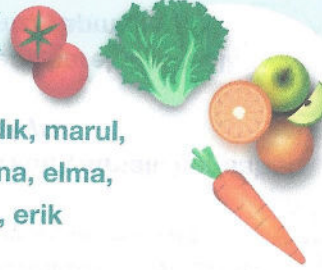 dık, marul,
na, elma,
, erik